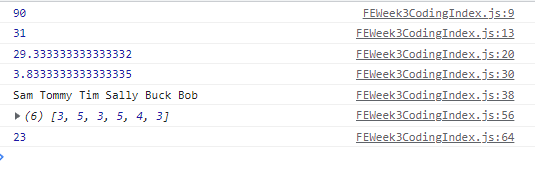 90 FEWeek3CodingIndex.js:9
31 FEWeek3CodingIndex.js:13
29.333333333333332 FEWeek3CodingIndex.js:20
3.8333333333333335 FEWeek3CodingIndex.js:30
Sam Tommy Tim Sally Buck Bob FEWeek3CodingIndex.js:38
(6) [3, 5, 3, 5, 4, 3] FEWeek3CodingIndex.js:56
23 FEWeek3CodingIndex.js:64